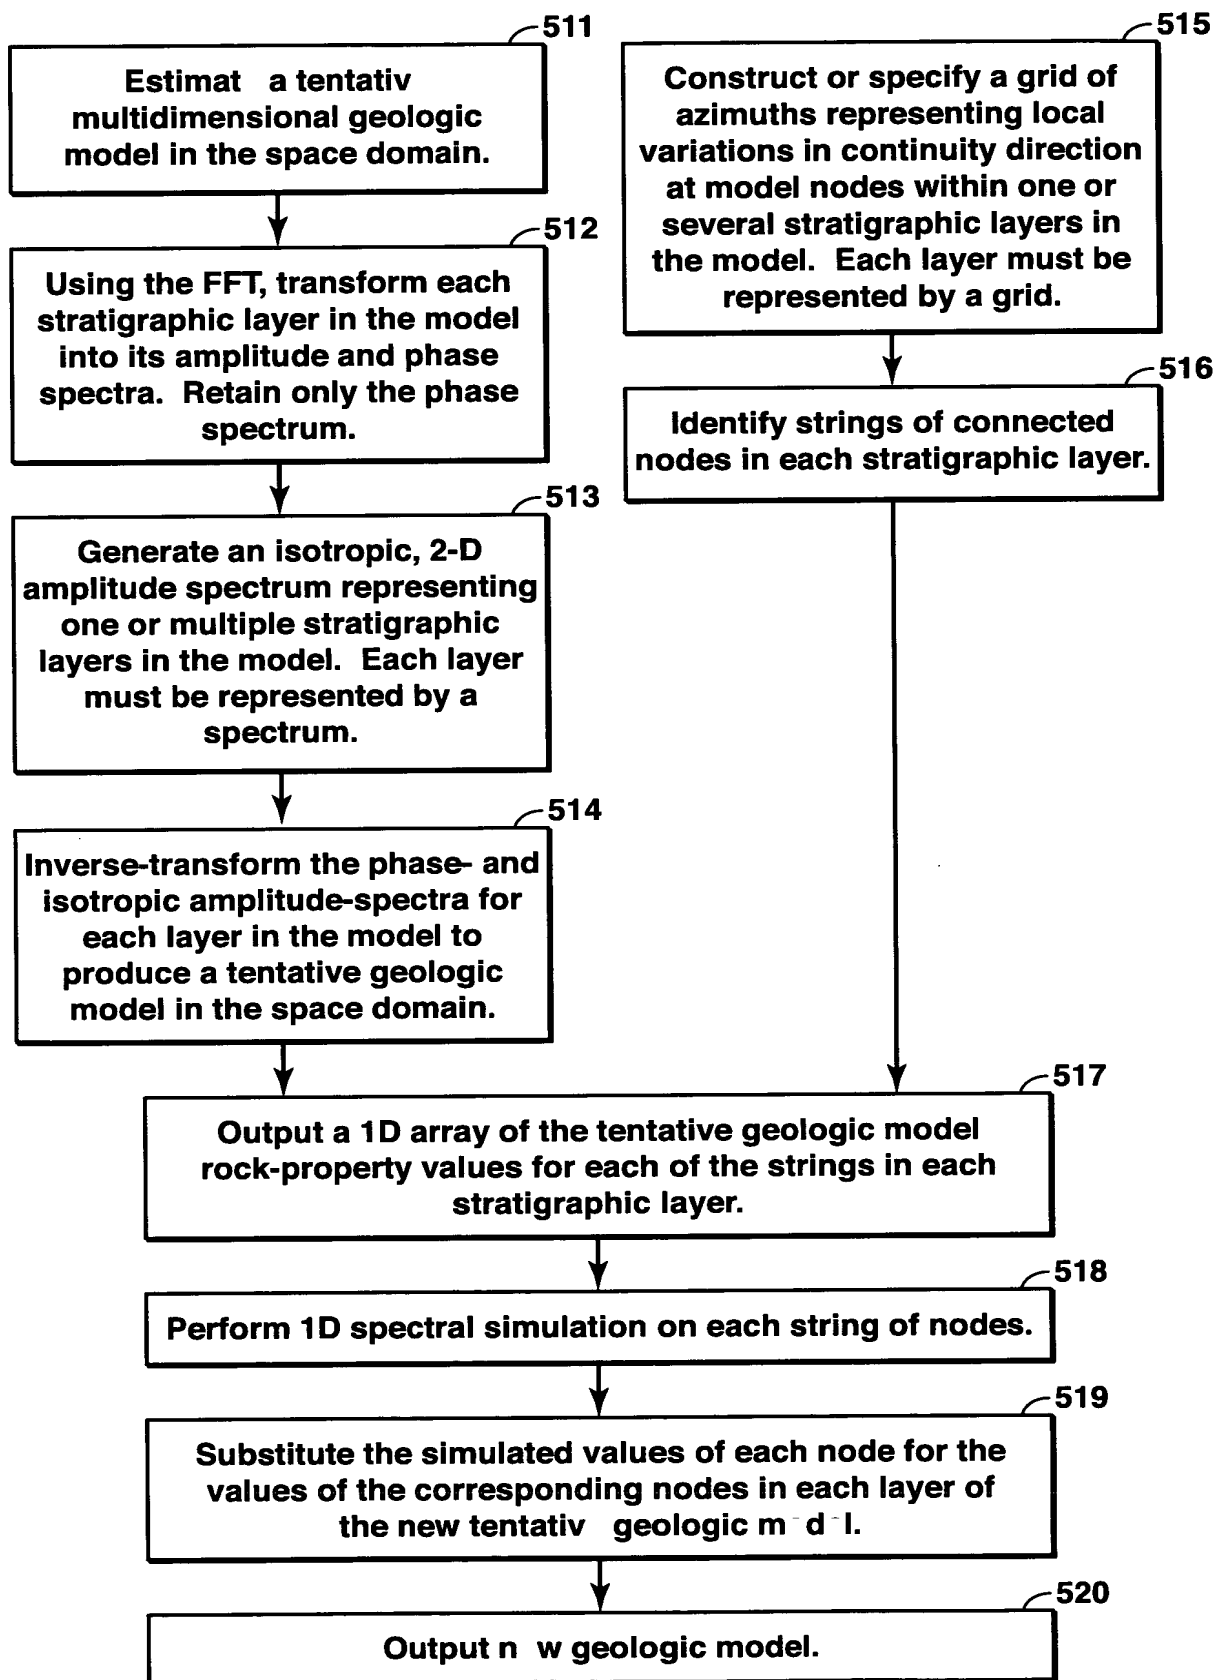 511
Estimat a tentativ
multidimensional geologic
model in the space domain.
512
Using the FFT, transform each
stratigraphic layer in the model
into its amplitude and phase
spectra. Retain only the phase
spectrum.
513
Generate an isotropic, 2-D
amplitude spectrum representing
one or multiple stratigraphic
layers in the model. Each layer
must be represented by a
spectrum.
514
Inverse-transform the phase- and
isotropic amplitude-spectra for
each layer in the model to
produce a tentative geologic
model in the space domain.
515
Construct or specify a grid of
azimuths representing local
variations in continuity direction
at model nodes within one or
several stratigraphic layers in
the model. Each layer must be
represented by a grid.
516
Identify strings of connected
nodes in each stratigraphic layer.
517
Output a 1D array of the tentative geologic model
rock-property values for each of the strings in each
stratigraphic layer.
518
Perform 1D spectral simulation on each string of nodes.
519
Substitute the simulated values of each node for the
values of the corresponding nodes in each layer of
the new tentativ geologic m d l.
520
Output n w geologic model.